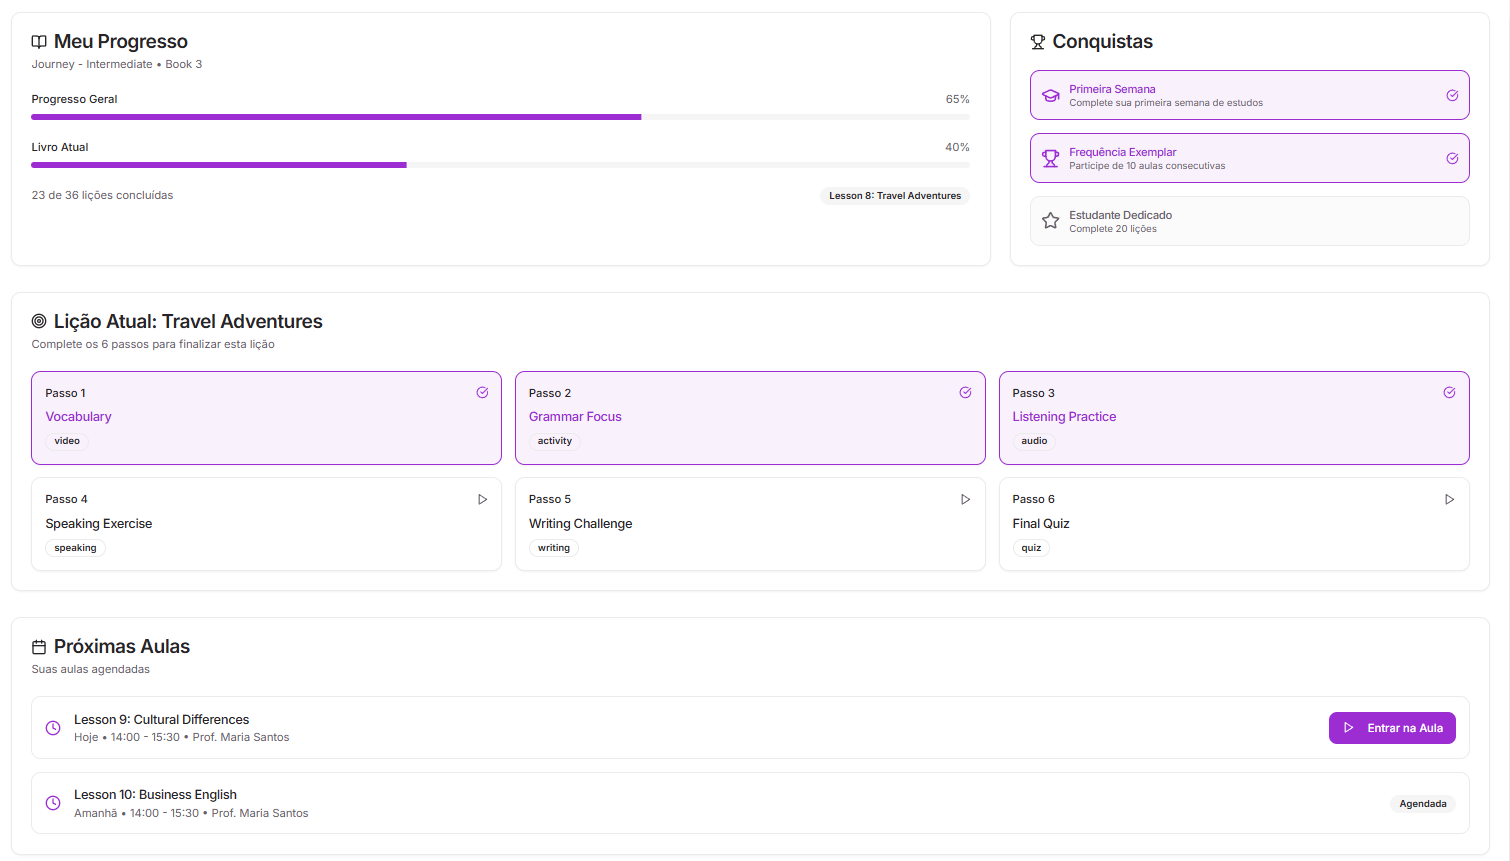 Meu Progresso
Journey - Intermediate • Book 3
Progresso Geral
65%
Livro Atual
40%
23 de 36 lições concluídas
Lesson 8: Travel Adventures
Conquistas
Primeira Semana
Complete sua primeira semana de estudos
Frequência Exemplar
Participe de 10 aulas consecutivas
Estudante Dedicado
Complete 20 lições
Lição Atual: Travel Adventures
Complete os 6 passos para finalizar esta lição
Passo 1
Vocabulary
video
Passo 2
Grammar Focus
activity
Passo 3
Listening Practice
audio
Passo 4
Speaking Exercise
speaking
Passo 5
Writing Challenge
writing
Passo 6
Final Quiz
quiz
Próximas Aulas
Suas aulas agendadas
Lesson 9: Cultural Differences
Hoje • 14:00 - 15:30 • Prof. Maria Santos
Entrar na Aula
Lesson 10: Business English
Amanhã • 14:00 - 15:30 • Prof. Maria Santos
Agendada